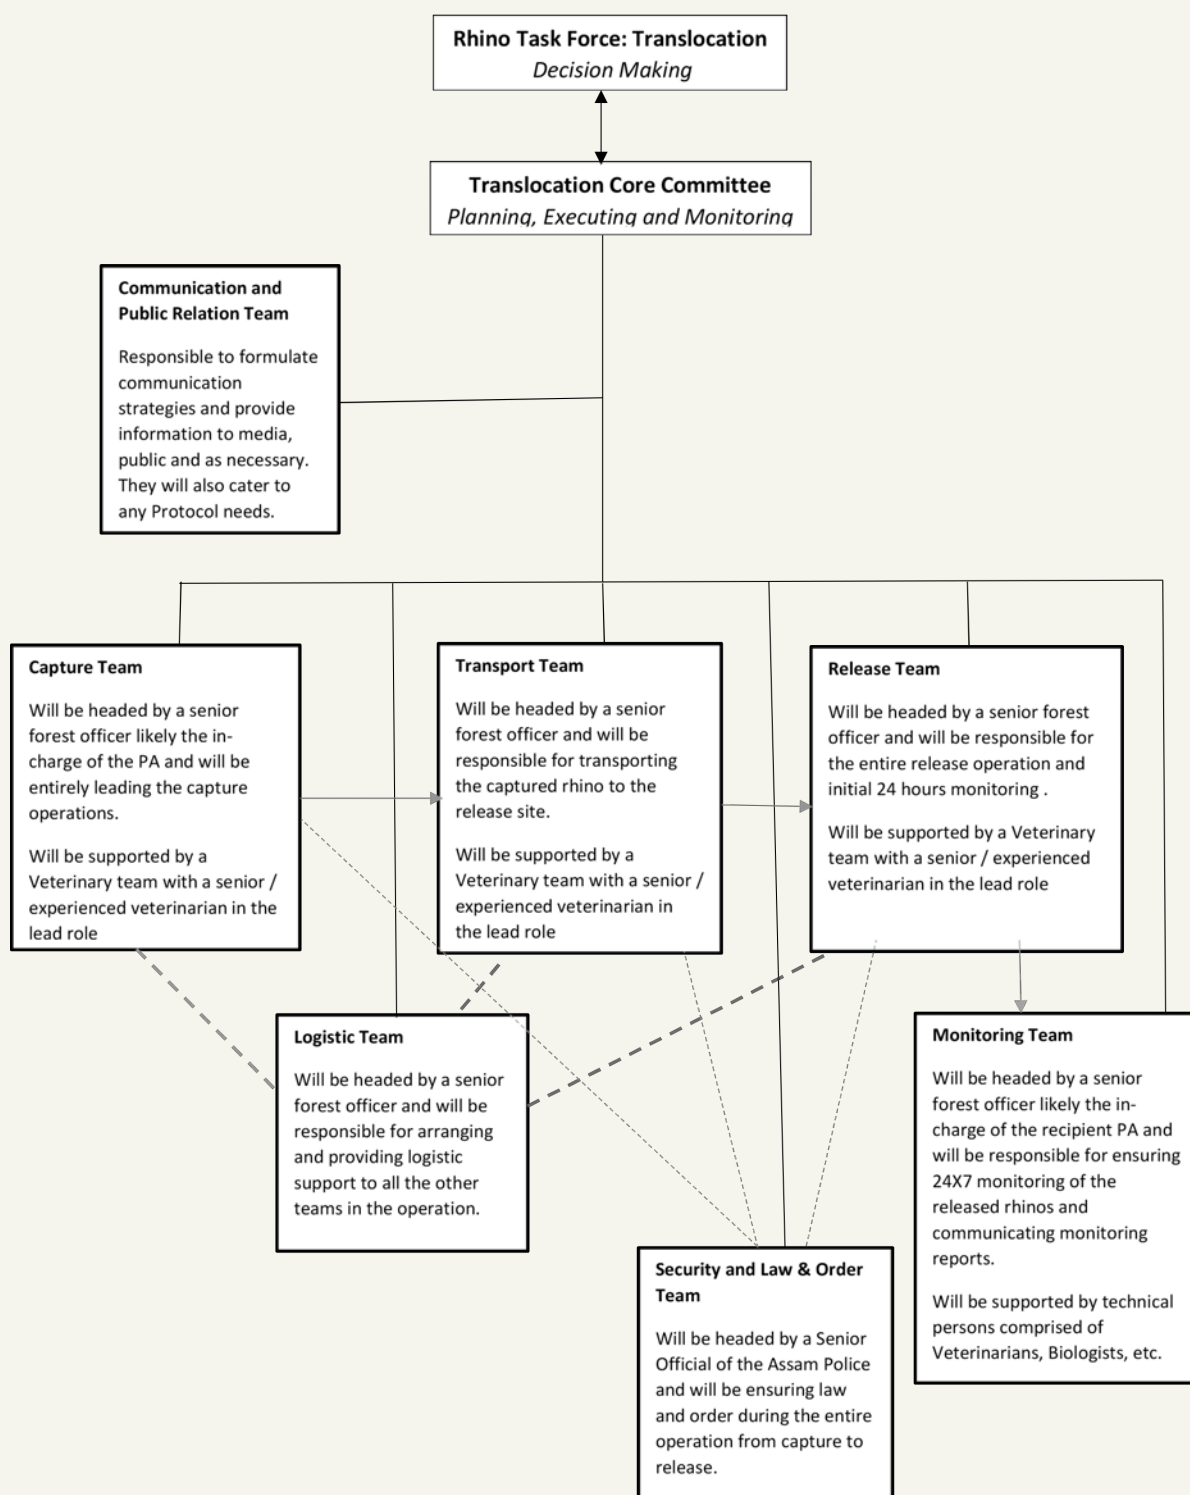 Rhino Task Force: Translocation
Decision Making
Translocation Core Committee
Planning, Executing and Monitoring
Communication and
Public Relation Team
Responsible to formulate
communication
strategies and provide
information to media,
public and as necessary.
They will also cater to
any Protocol needs.
Capture Team
Will be headed by a senior
forest officer likely the in-
charge of the PA and will be
entirely leading the capture
operations.
Will be supported by a
Veterinary team with a senior /
experienced veterinarian in the
lead role
Transport Team
Will be headed by a senior
forest officer and will be
responsible for transporting
the captured rhino to the
release site.
Will be supported by a
Veterinary team with a senior /
experienced veterinarian in
the lead role
Release Team
Will be headed by a senior forest
officer and will be responsible for
the entire release operation and
initial 24 hours monitoring .
Will be supported by a Veterinary
team with a senior / experienced
veterinarian in the lead role
Logistic Team
Will be headed by a senior
forest officer and will be
responsible for arranging
and providing logistic
support to all the other
teams in the operation.
Monitoring Team
Will be headed by a senior
forest officer likely the in-
charge of the recipient PA and
will be responsible for ensuring
24X7 monitoring of the
released rhinos and
communicating monitoring
reports.
Will be supported by technical
persons comprised of
Veterinarians, Biologists, etc.
Security and Law & Order
Team
Will be headed by a Senior
Official of the Assam Police
and will be ensuring law
and order during the entire
operation from capture to
release.